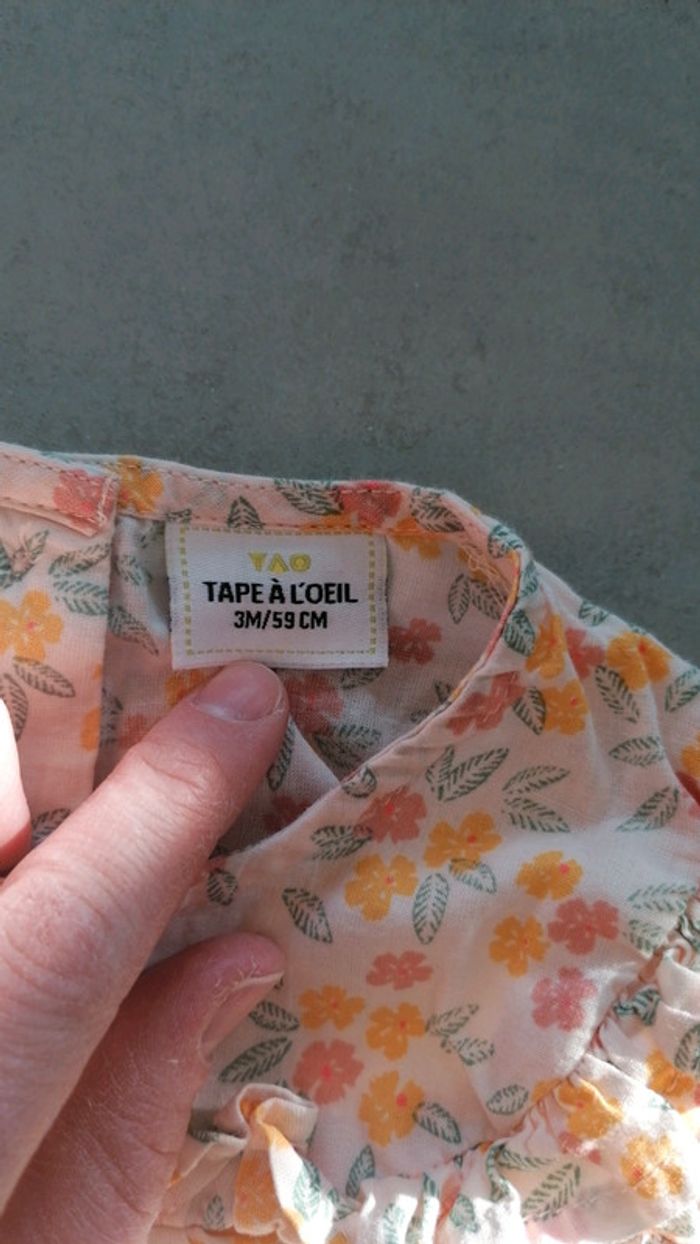 TAO
TAPE À L'OEIL
3M/59 CM